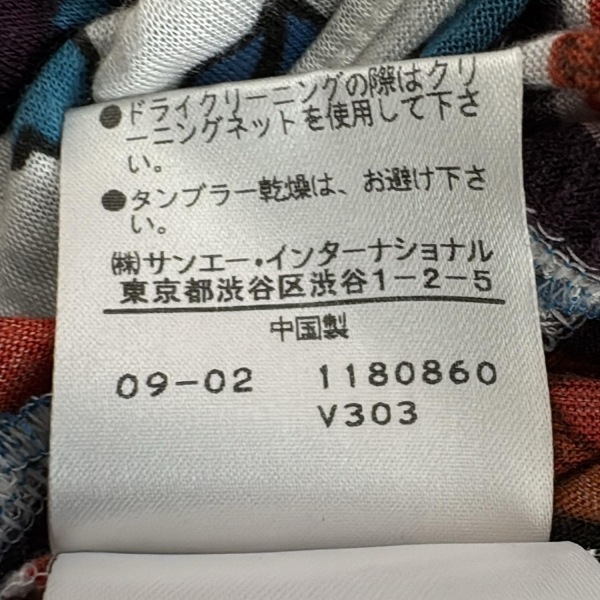 ●ドライクリーニングの際はクリ
ーニングネットを使用して下さ
い。
●タンブラー乾燥は、お避け下さ
い。
㈱サンエー・インターナショナル
東京都渋谷区渋谷1-2-5
中国製
09-02 1180860
V303